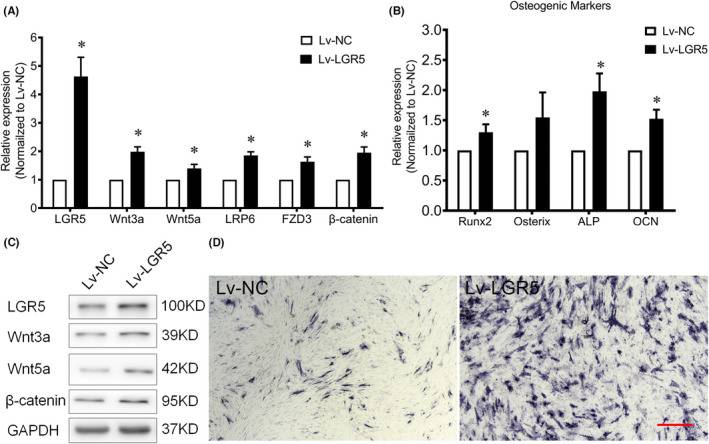 (A)
Relative expression
(Normailzed to Lv-NC)
6
5
4
2
1
0
Lv-NC
Lv-LGR5
*
*
*
*
*
*
LGR5 Wnt3a Wnt5a LRP6 FZD3 β-catenin
(B)
Osteogenic Markers
Relative expression
(Normailzed to Lv-NC)
3.0
2.5
2.0
1.5
1.0
0.5
0.0
Lv-NC
Lv-LGR5
*
*
*
Runx2 Osterix ALP OCN
(C)
Lv-NC
Lv-LGR5
LGR5 100KD
Wnt3a 39KD
Wnt5a 42KD
β-catenin 95KD
GAPDH 37KD
(D)
Lv-NC
Lv-LGR5